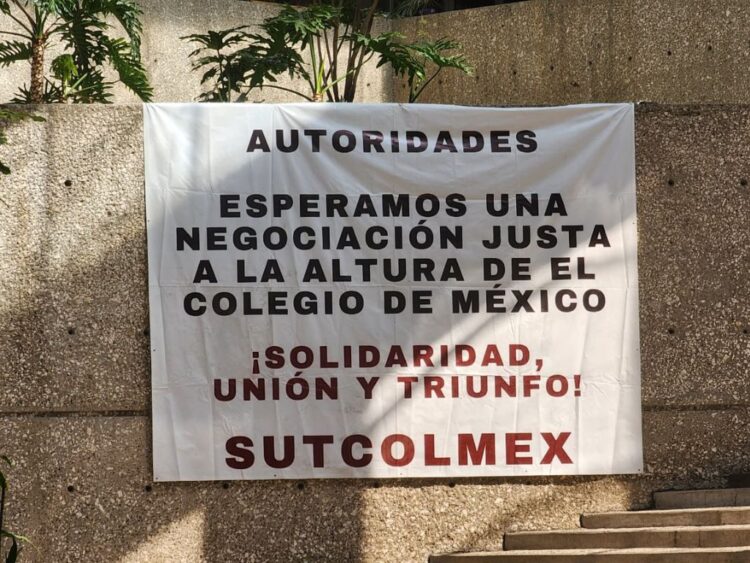 AUTORIDADES
ESPERAMOS UNA
NEGOCIACIÓN JUSTA
A LA ALTURA DE EL
COLEGIO DE MÉXICO
¡SOLIDARIDAD,
UNIÓN Y TRIUNFO!
SUTCOLMEX